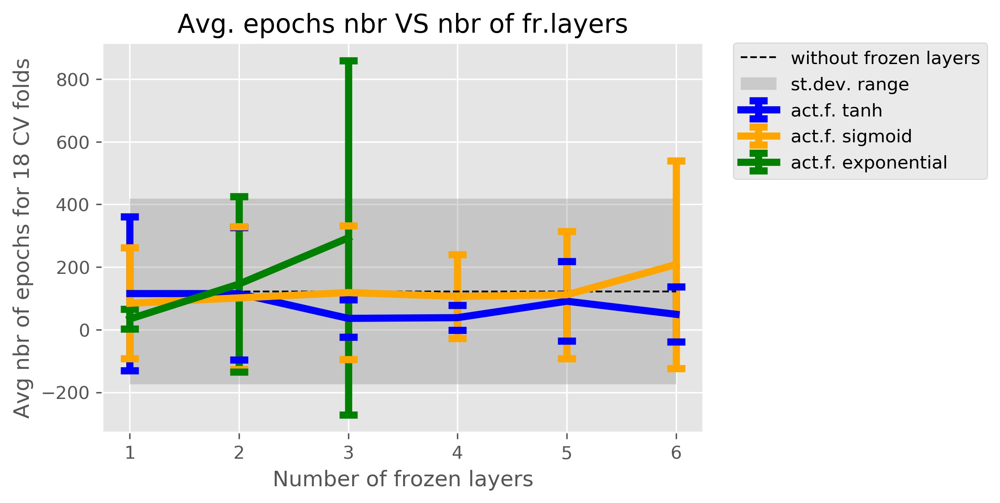 Avg. epochs nbr VS nbr of fr.layers
Avg nbr of epochs for 18 CV folds
800
600
400
200
0
−200
1 2 3 4 5 6
Number of frozen layers
without frozen layers
st.dev. range
act.f. tanh
act.f. sigmoid
act.f. exponential